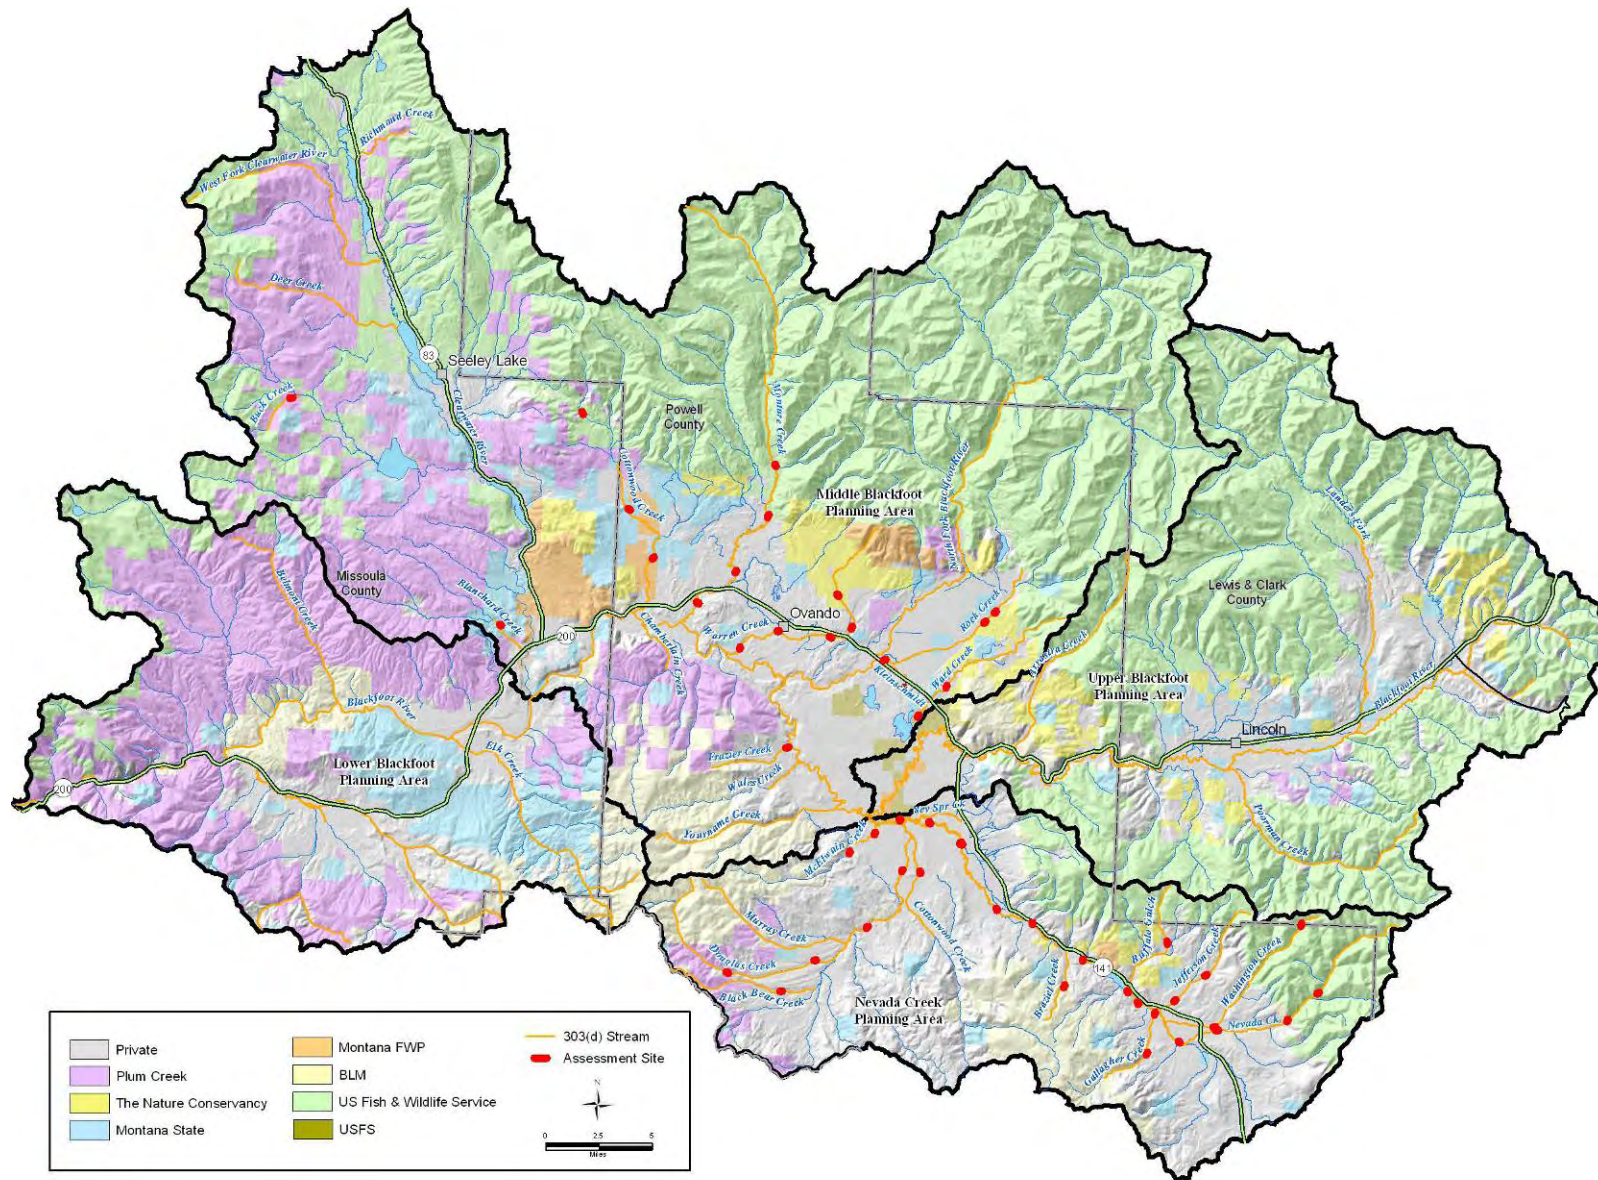 Richmond Creek
West Fork Clearwater River
Deer Creek
83
Seeley Lake
Buck Creek
Clearwater River
Powell
County
Monture Creek
Cottonwood Creek
Middle Blackfoot
Planning Area
North Fork Blackfoot River
Landers Fork
Belmont Creek
Missoula
County
Blanchard Creek
Lewis & Clark
County
200
Chamberlain Creek
Warren Creek
Ovando
Rock Creek
Kleinschmidt
Ward Creek
Arrastra Creek
Upper Blackfoot
Planning Area
Blackfoot River
Lincoln
Blackfoot River
Elk Creek
Lower Blackfoot
Planning Area
200
Frazier Creek
Wales Creek
Yourname Creek
Nev Spr Ck
McElwain Creek
Poorman Creek
Murray Creek
Cottonwood Creek
Douglas Creek
Black Bear Creek
Nevada Creek
Planning Area
Braziel Creek
141
Buffalo Gulch
Jefferson Creek
Washington Creek
Nevada Ck.
Gallagher Creek
Private
Plum Creek
The Nature Conservancy
Montana State
Montana FWP
BLM
US Fish & Wildlife Service
USFS
303(d) Stream
Assessment Site
N
0 2.5 5
Miles